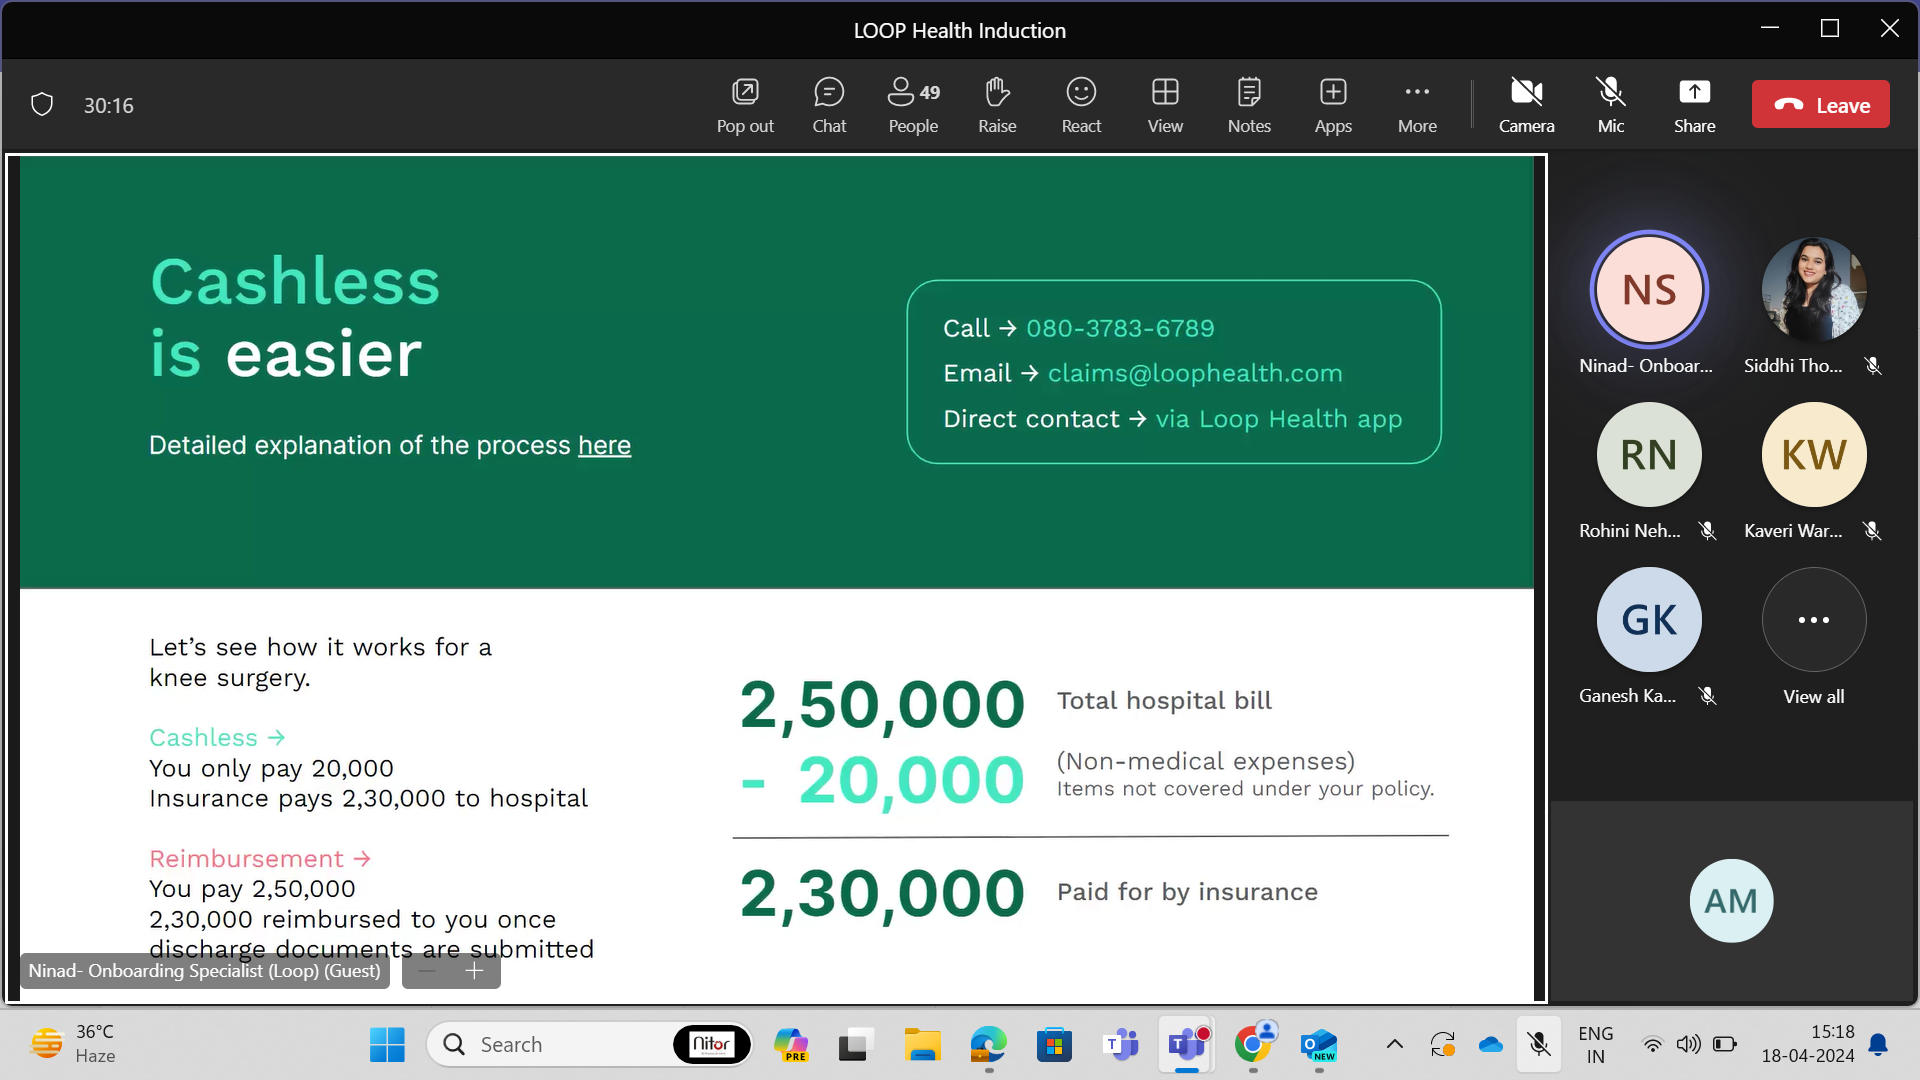 LOOP Health Induction
30:16
Pop out
Chat
49
People
Raise
React
View
Notes
Apps
More
Camera
Mic
Share
Leave
Cashless
is easier
Detailed explanation of the process here
Call → 080-3783-6789
Email → claims@loophealth.com
Direct contact → via Loop Health app
Let's see how it works for a
knee surgery.
Cashless →
You only pay 20,000
Insurance pays 2,30,000 to hospital
Reimbursement →
You pay 2,50,000
2,30,000 reimbursed to you once
discharge documents are submitted
2,50,000 Total hospital bill
- 20,000 (Non-medical expenses)
Items not covered under your policy.
2,30,000 Paid for by insurance
Ninad- Onboarding Specialist (Loop) (Guest)
NS
Ninad- Onboar...
Siddhi Tho...
RN
Rohini Neh...
KW
Kaveri War...
GK
Ganesh Ka...
View all
AM
36°C
Haze
Search
Nitor
PRE
NEW
ENG
IN
15:18
18-04-2024